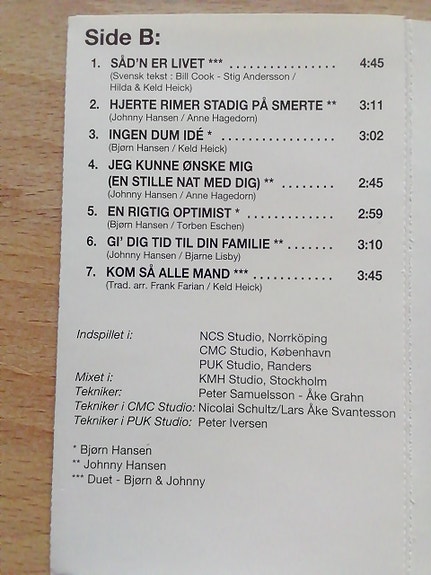 Side B:
1. SÅD'N ER LIVET *** ................ 4:45
(Svensk tekst : Bill Cook - Stig Andersson /
Hilda & Keld Heick)
2. HJERTE RIMER STADIG PÅ SMERTE ** 3:11
(Johnny Hansen / Anne Hagedorn)
3. INGEN DUM IDÉ * ................. 3:02
(Bjørn Hansen / Keld Heick)
4. JEG KUNNE ØNSKE MIG
(EN STILLE NAT MED DIG) ** ........ 2:45
(Johnny Hansen / Anne Hagedorn)
5. EN RIGTIG OPTIMIST * ............. 2:59
(Bjørn Hansen / Torben Eschen)
6. GI' DIG TID TIL DIN FAMILIE ** ....... 3:10
(Johnny Hansen / Bjarne Lisby)
7. KOM SÅ ALLE MAND *** ............ 3:45
(Trad. arr. Frank Farian / Keld Heick)
Indspillet i: NCS Studio, Norrköping
CMC Studio, København
PUK Studio, Randers
Mixet i: KMH Studio, Stockholm
Tekniker: Peter Samuelsson - Åke Grahn
Tekniker i CMC Studio: Nicolai Schultz/Lars Åke Svantesson
Tekniker i PUK Studio: Peter Iversen
* Bjørn Hansen
** Johnny Hansen
*** Duet - Bjørn & Johnny